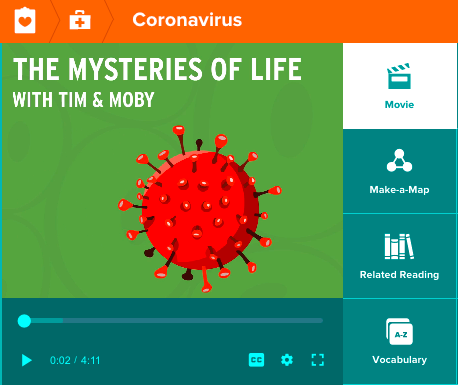 Coronavirus
THE MYSTERIES OF LIFE
WITH TIM & MOBY
Movie
Make-a-Map
Related Reading
A-Z
Vocabulary
0:02 / 4:11
CC